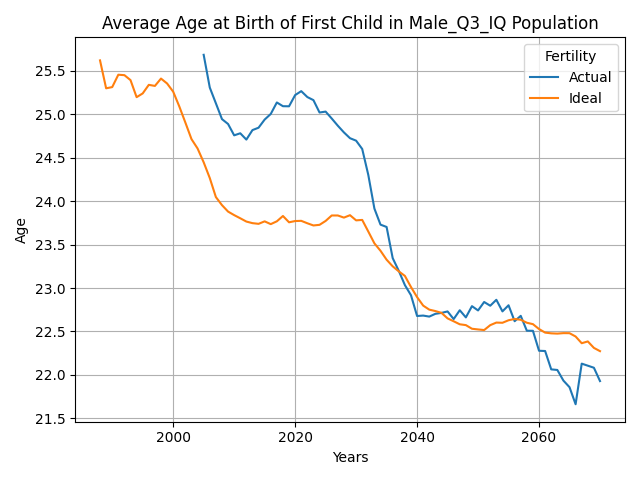 Average Age at Birth of First Child in Male_Q3_IQ Population
Fertility
Actual
Ideal
Age
25.5
25.0
24.5
24.0
23.5
23.0
22.5
22.0
21.5
2000
2020
2040
2060
Years